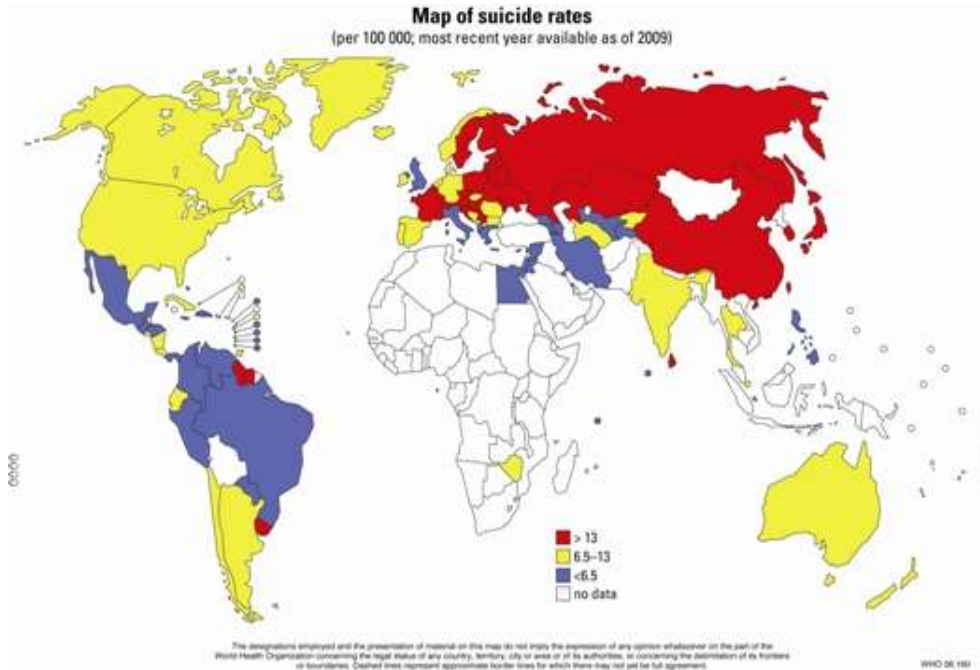 Map of suicide rates
(per 100 000; most recent year available as of 2009)
> 13
6.5–13
<6.5
no data
The designations employed and the presentation of material on this map do not imply the expression of any opinion whatsoever on the part of the
World Health Organization concerning the legal status of any country, territory, city or area or of its authorities, or concerning the delimitation of its frontiers
or boundaries. Dashed lines represent approximate border lines for which there may not yet be full agreement.
WHO